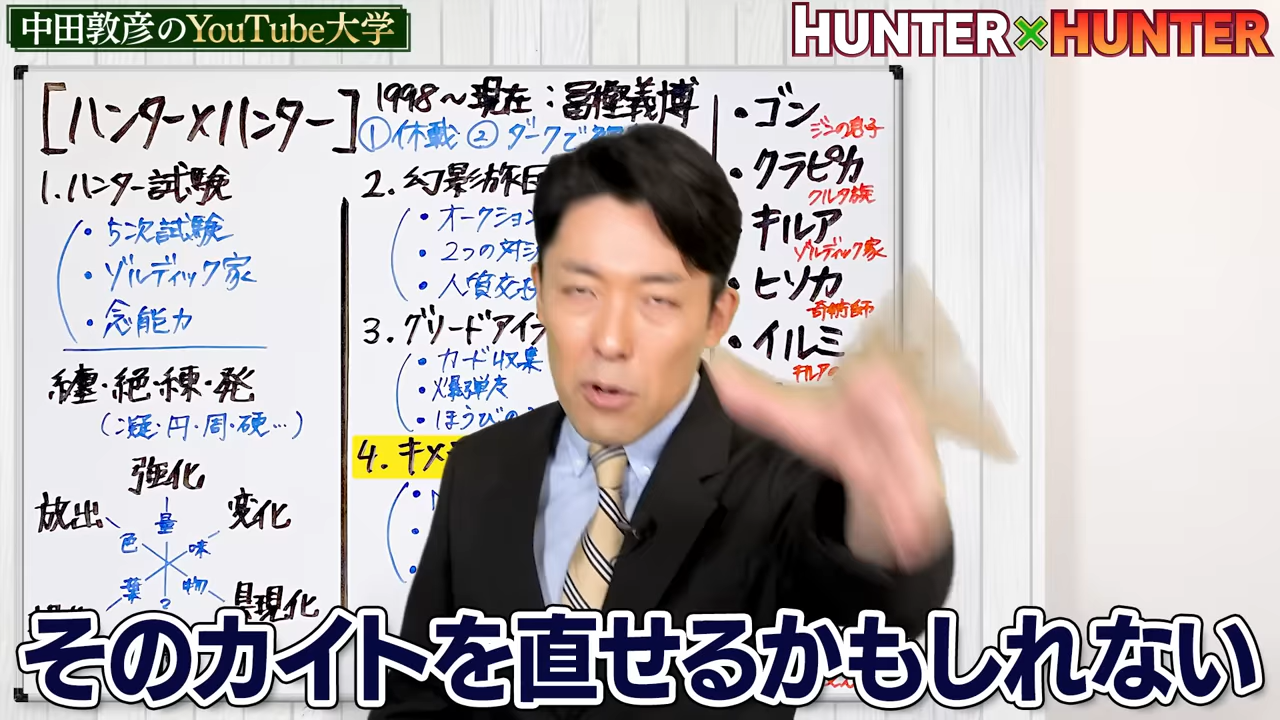 中田敦彦のYouTube大学
HUNTER×HUNTER
[ハンター×ハンター]
1998〜現在：冨樫義博
①休載 ②ダークで
1.ハンター試験
・5次試験
・ゾルディック家
・念能力
纏・絶・練・発
(凝・円・周・硬…)
強化
放出
変化
量
色
味
葉
物
?
具現化
2.幻影旅団
・オークション
・2つの対
・人質交
3.グリードアイ
・カード収集
・爆弾
・ほうびの
4.キメ
・ゴン
ジンの息子
・クラピカ
クルタ族
・キルア
ゾルディック家
・ヒソカ
奇術師
・イルミ
キルアの
そのカイトを直せるかもしれない